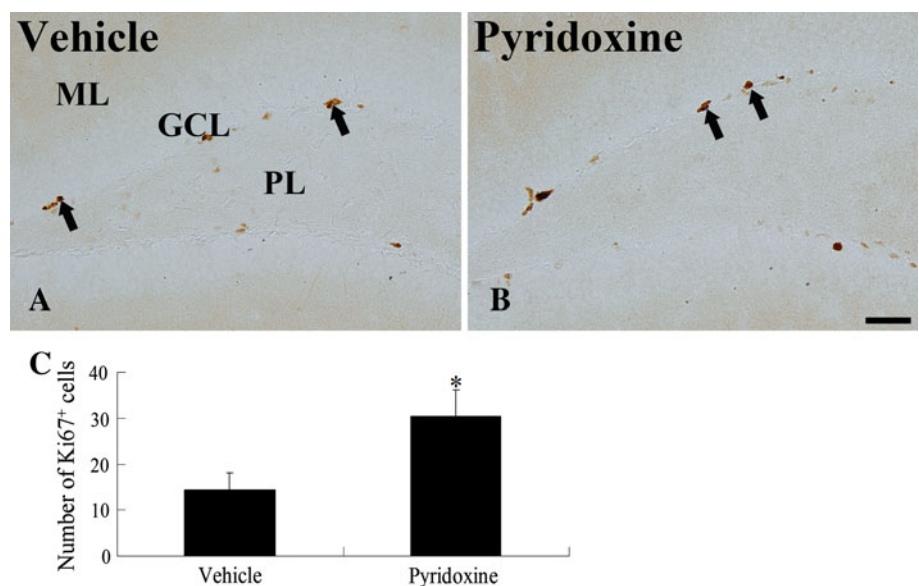 Vehicle
ML
GCL
PL
A
Pyridoxine
B
C
Number of Ki67⁺ cells
40
30
20
10
0
*
Vehicle
Pyridoxine